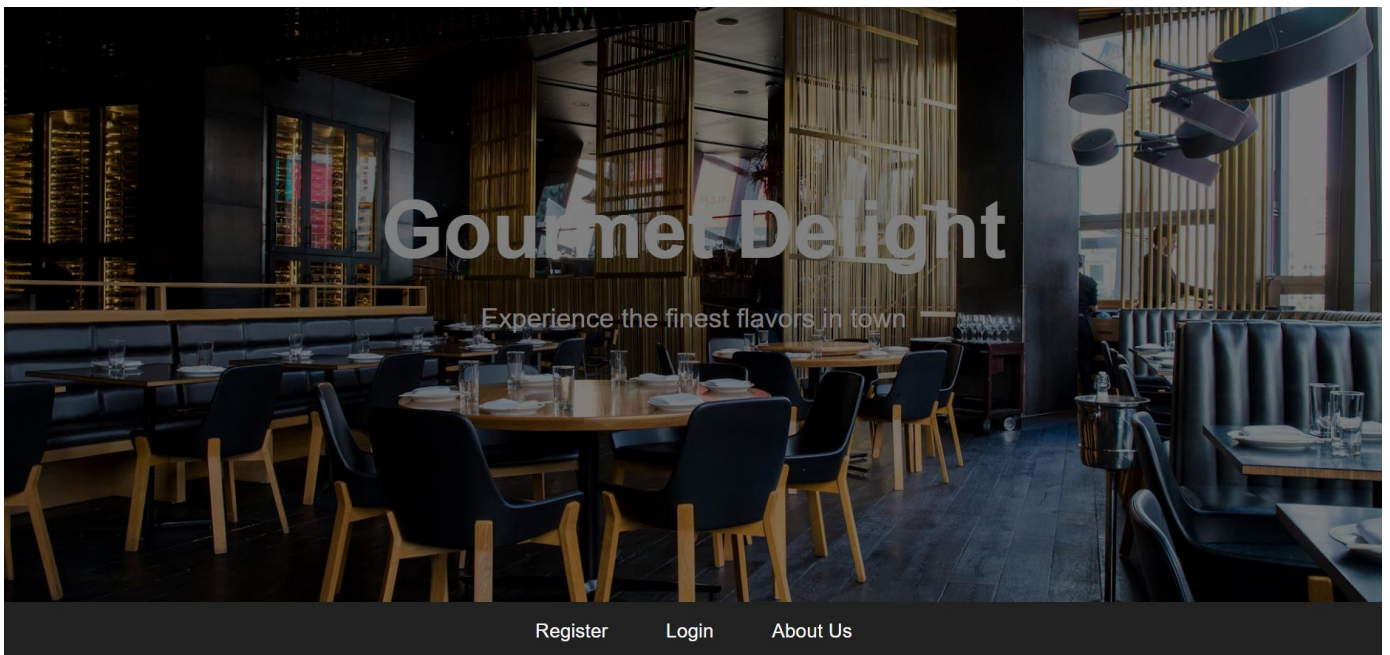 Gourmet Delight
Experience the finest flavors in town
Register Login About Us